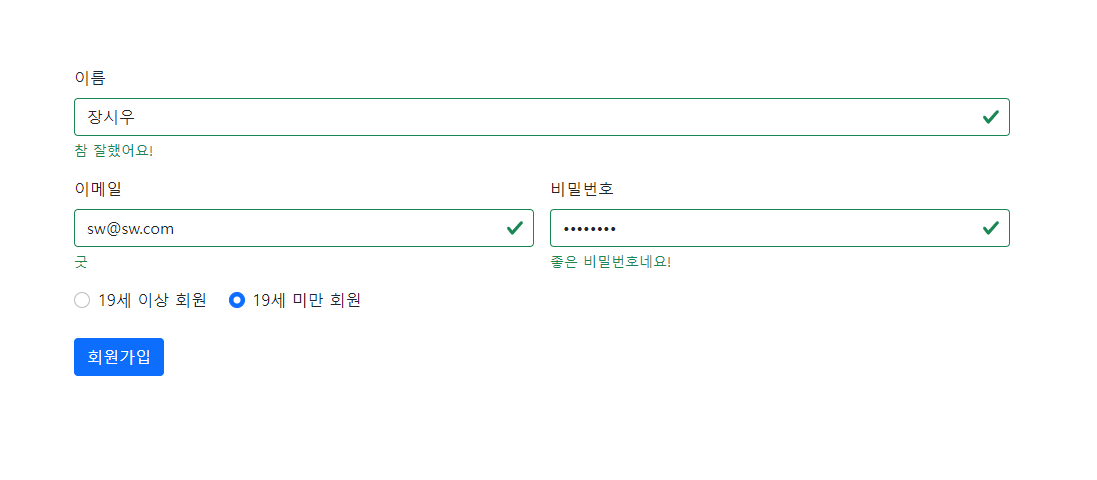 이름
장시우
참 잘했어요!
이메일 비밀번호
sw@sw.com ••••••••
굿 좋은 비밀번호네요!
19세 이상 회원 19세 미만 회원
회원가입